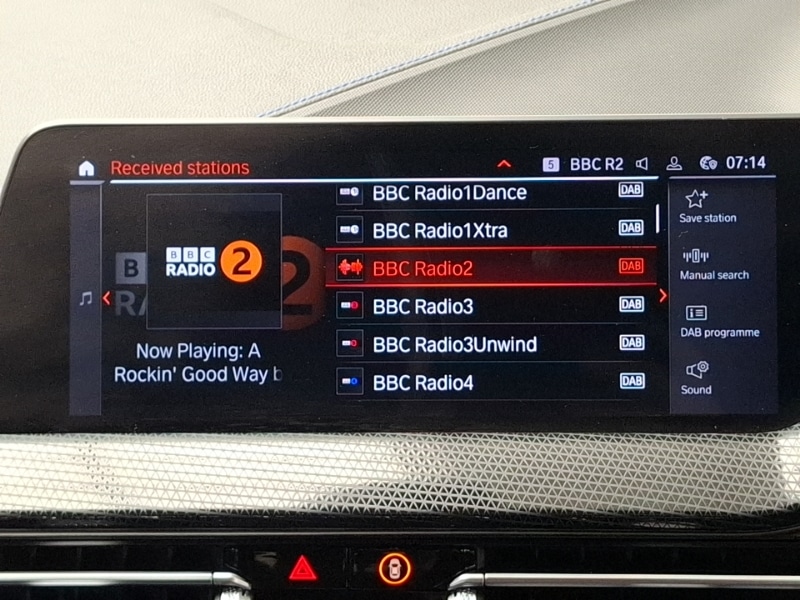 Received stations
5 BBC R2 07:14
BBC Radio1Dance DAB
BBC Radio1Xtra DAB
BBC Radio2 DAB
BBC Radio3 DAB
BBC Radio3Unwind DAB
BBC Radio4 DAB
BBC
RADIO 2
B
RA
2
Now Playing: A
Rockin' Good Way b
Save station
Manual search
DAB programme
Sound